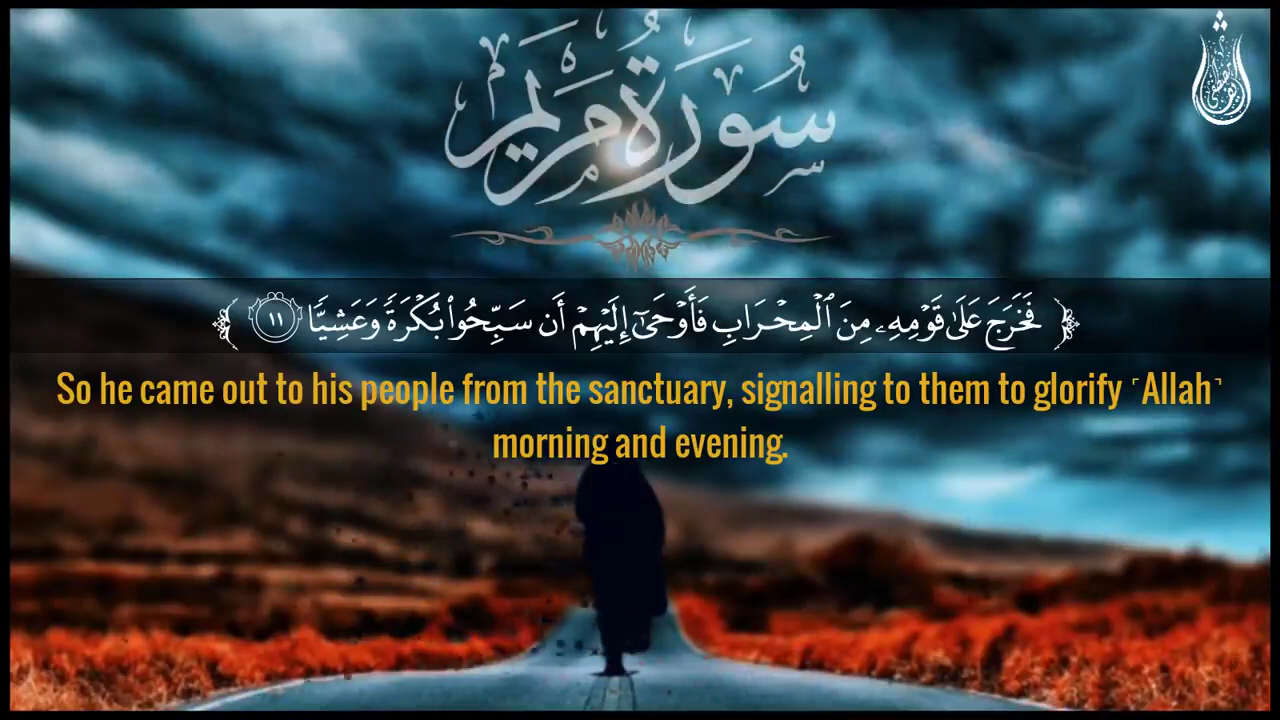 سورة مريم
فَخَرَجَ عَلَىٰ قَوْمِهِۦ مِنَ ٱلْمِحْرَابِ فَأَوْحَىٰٓ إِلَيْهِمْ أَن سَبِّحُوا۟ بُكْرَةً وَعَشِيًّا ١١
So he came out to his people from the sanctuary, signalling to them to glorify ˹Allah˺
morning and evening.